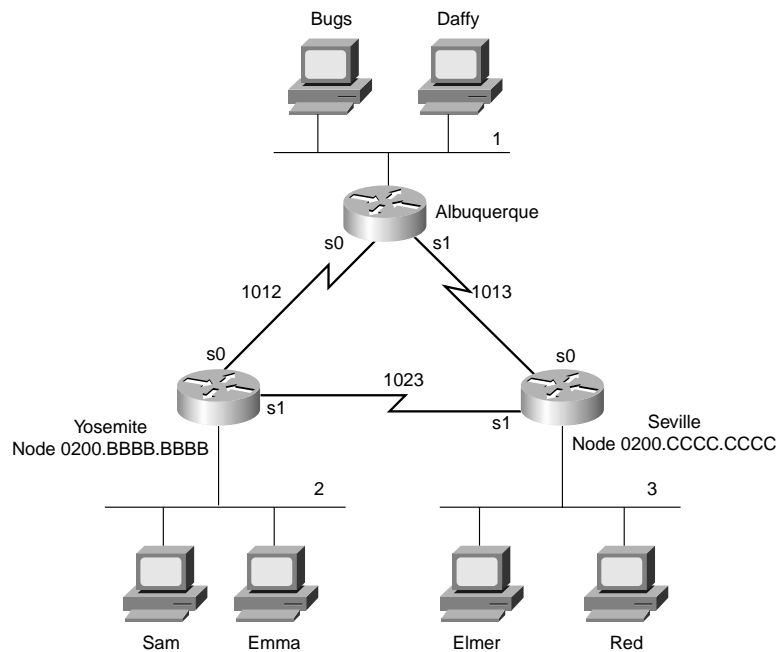 Bugs
Daffy
1
Albuquerque
s0
s1
1012
1013
s0
s0
1023
s1
s1
Yosemite
Node 0200.BBBB.BBBB
Seville
Node 0200.CCCC.CCCC
2
3
Sam
Emma
Elmer
Red